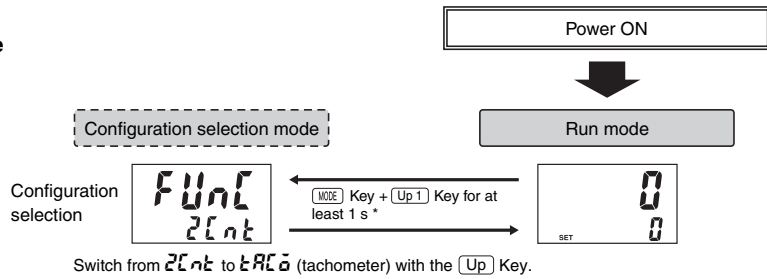 e
Power ON
Configuration selection mode
Run mode
Configuration
selection
FUnC
2Cnt
MODE Key + Up 1 Key for at
least 1 s *
0
SET 0
Switch from 2Cnt to tACo (tachometer) with the Up Key.